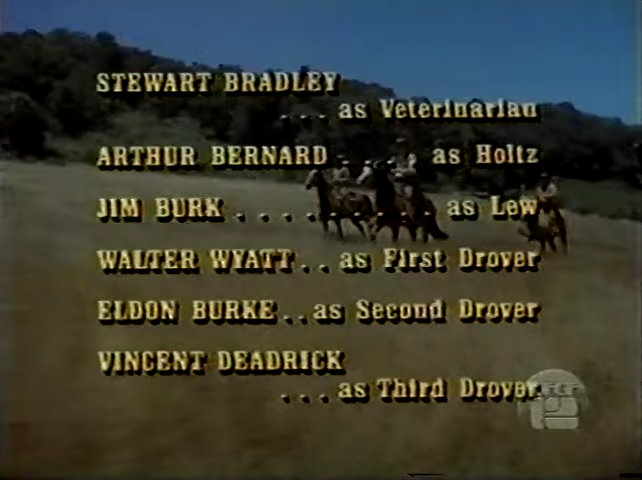 STEWART BRADLEY
. . . as Veterinarian
ARTHUR BERNARD . . . . . as Holtz
JIM BURK . . . . . . . . as Lew
WALTER WYATT . . as First Drover
ELDON BURKE . . as Second Drover
VINCENT DEADRICK
. . . as Third Drover